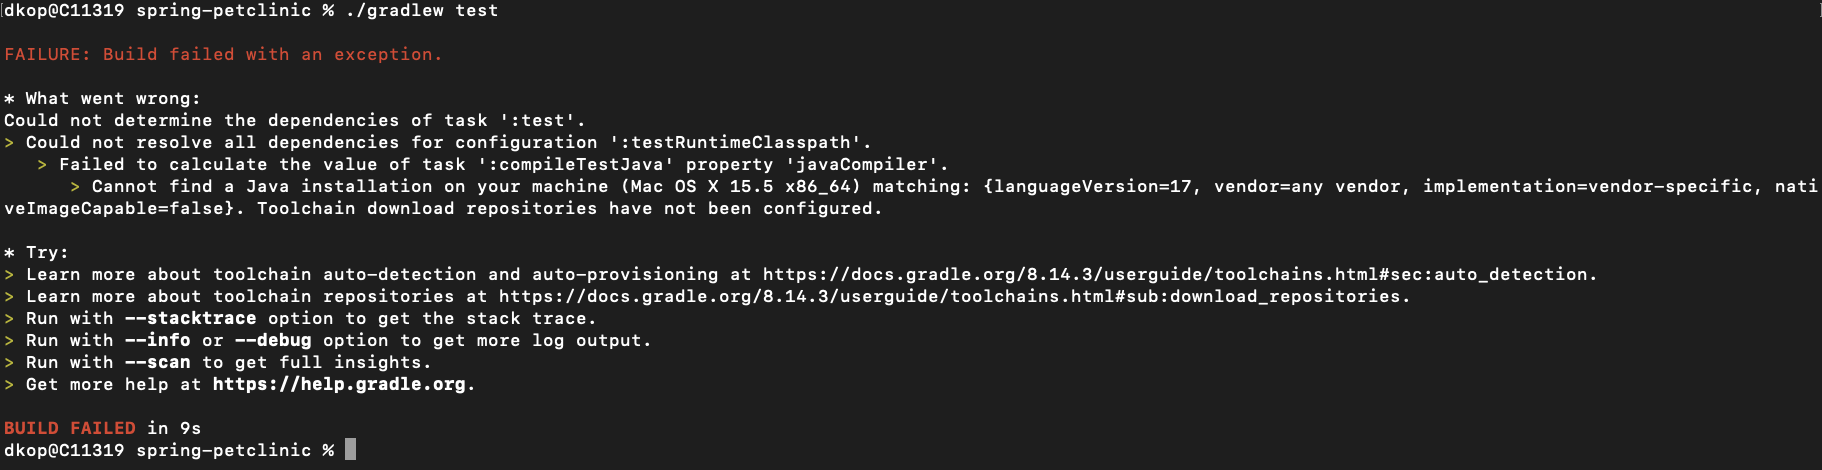 dkop@C11319 spring-petclinic % ./gradlew test
FAILURE: Build failed with an exception.
* What went wrong:
Could not determine the dependencies of task ':test'.
> Could not resolve all dependencies for configuration ':testRuntimeClasspath'.
> Failed to calculate the value of task ':compileTestJava' property 'javaCompiler'.
> Cannot find a Java installation on your machine (Mac OS X 15.5 x86_64) matching: {languageVersion=17, vendor=any vendor, implementation=vendor-specific, nati
veImageCapable=false}. Toolchain download repositories have not been configured.
* Try:
> Learn more about toolchain auto-detection and auto-provisioning at https://docs.gradle.org/8.14.3/userguide/toolchains.html#sec:auto_detection.
> Learn more about toolchain repositories at https://docs.gradle.org/8.14.3/userguide/toolchains.html#sub:download_repositories.
> Run with --stacktrace option to get the stack trace.
> Run with --info or --debug option to get more log output.
> Run with --scan to get full insights.
> Get more help at https://help.gradle.org.
BUILD FAILED in 9s
dkop@C11319 spring-petclinic %